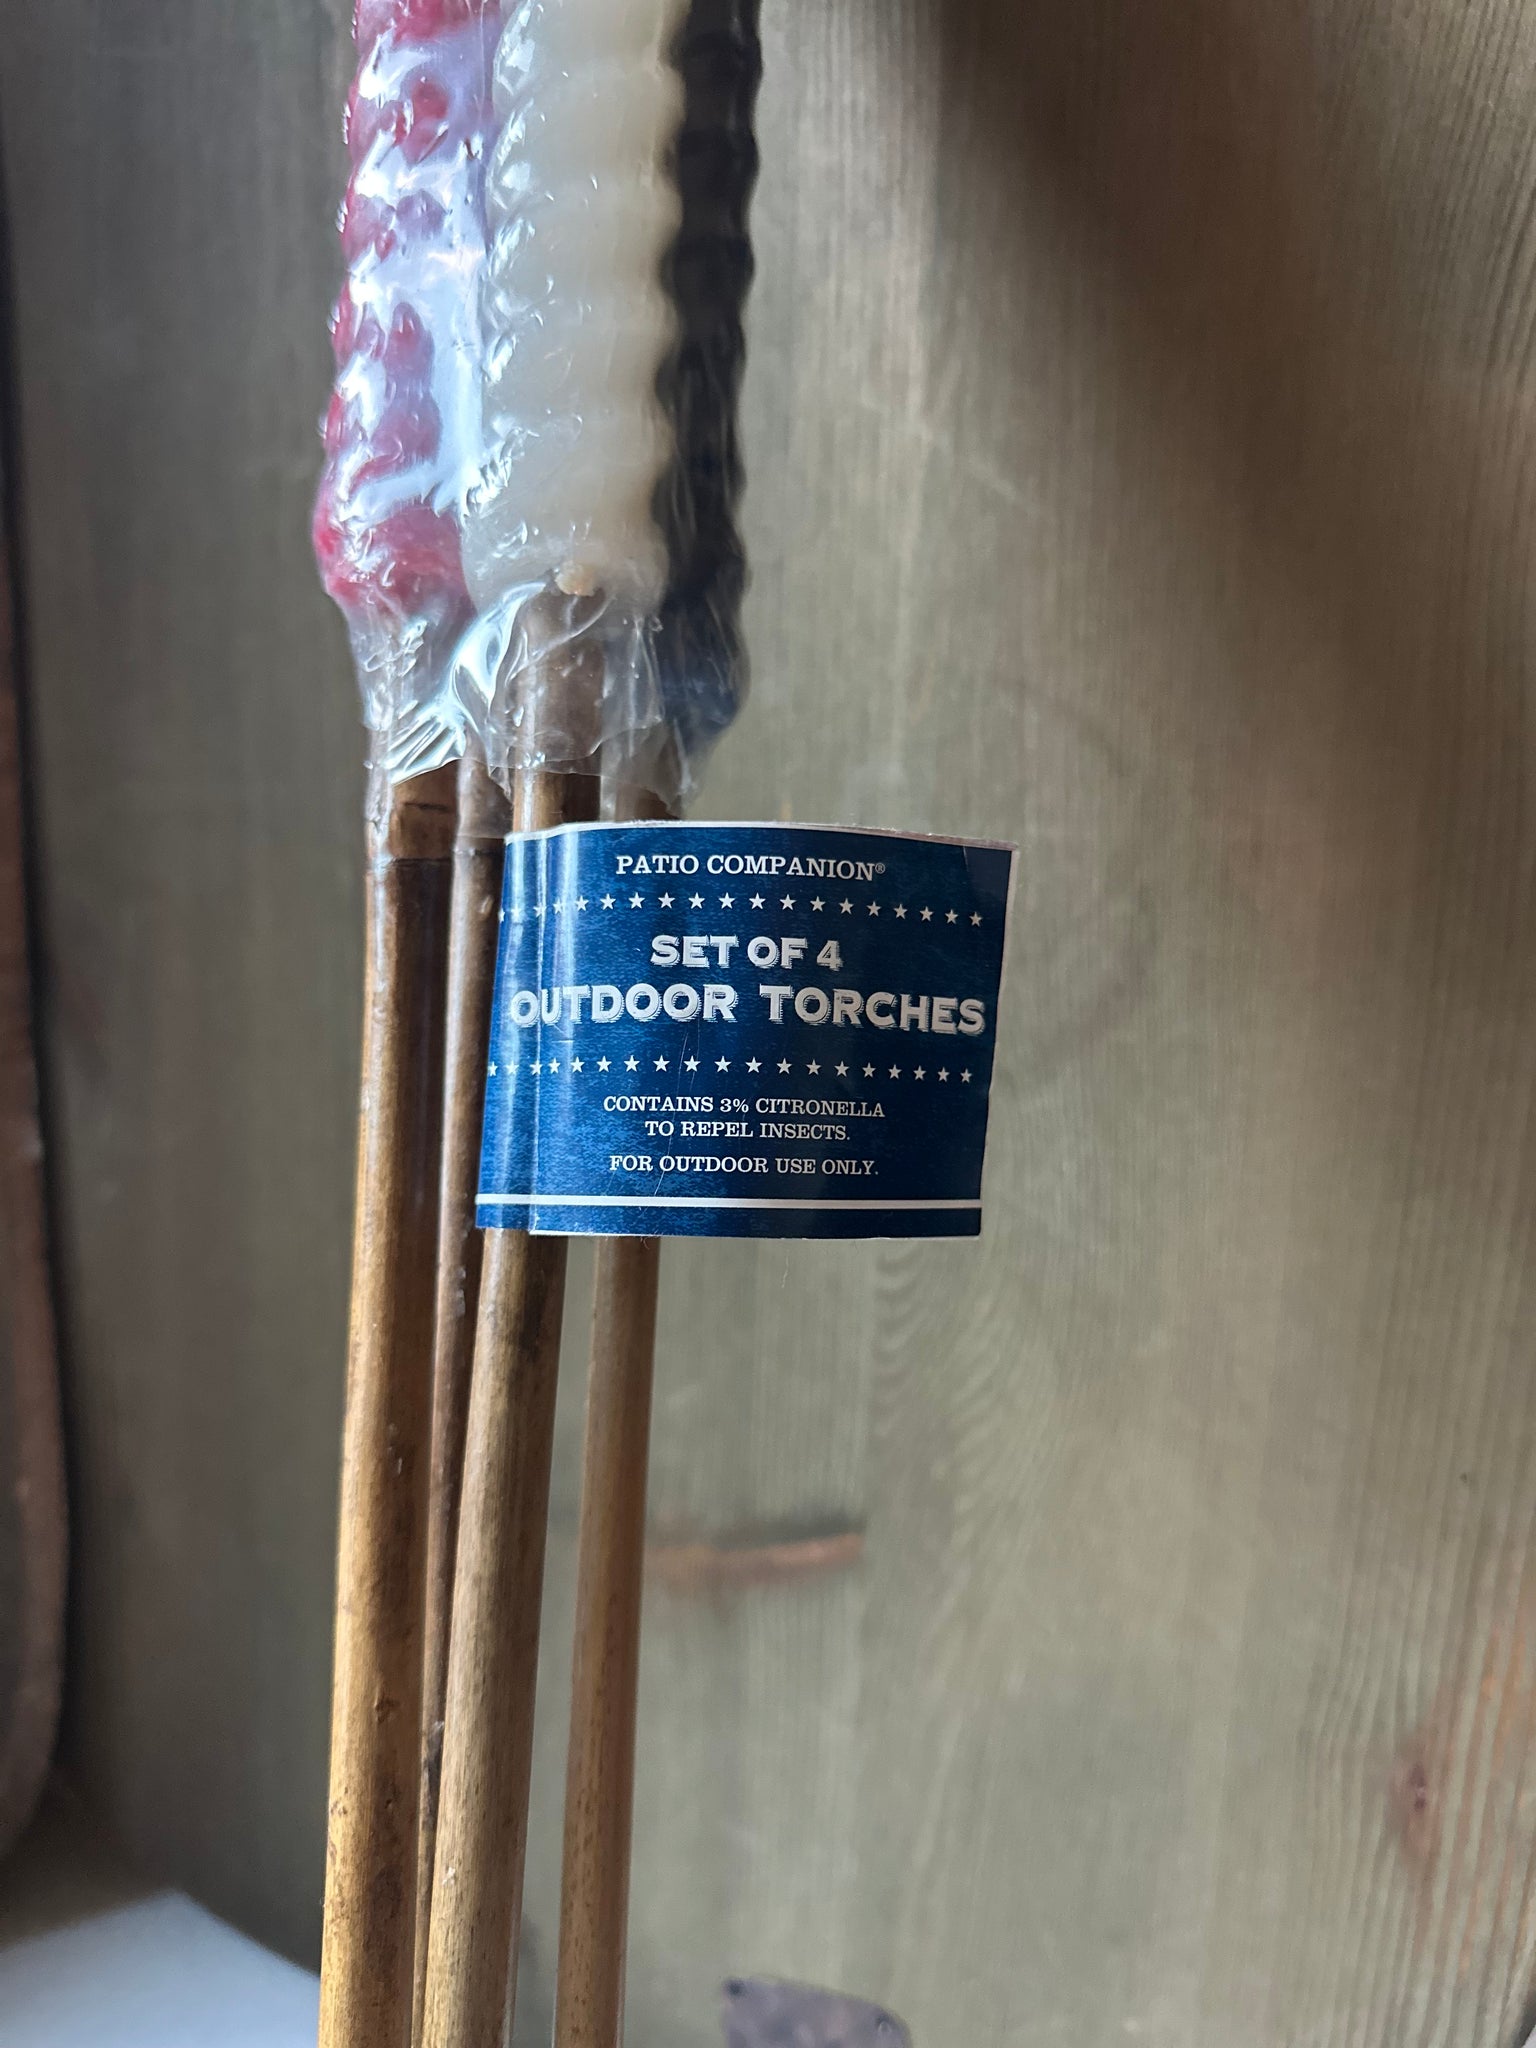 PATIO COMPANION®
SET OF 4
OUTDOOR TORCHES
CONTAINS 3% CITRONELLA
TO REPEL INSECTS.
FOR OUTDOOR USE ONLY.